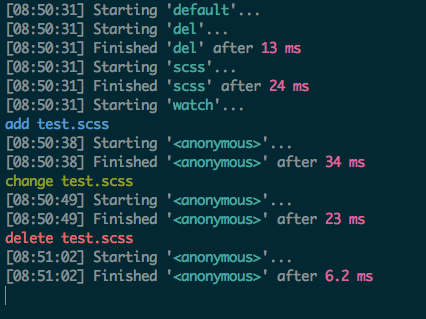 [08:50:31] Starting 'default'...
[08:50:31] Starting 'del'...
[08:50:31] Finished 'del' after 13 ms
[08:50:31] Starting 'scss'...
[08:50:31] Finished 'scss' after 24 ms
[08:50:31] Starting 'watch'...
add test.scss
[08:50:38] Starting '<anonymous>'...
[08:50:38] Finished '<anonymous>' after 34 ms
change test.scss
[08:50:49] Starting '<anonymous>'...
[08:50:49] Finished '<anonymous>' after 23 ms
delete test.scss
[08:51:02] Starting '<anonymous>'...
[08:51:02] Finished '<anonymous>' after 6.2 ms